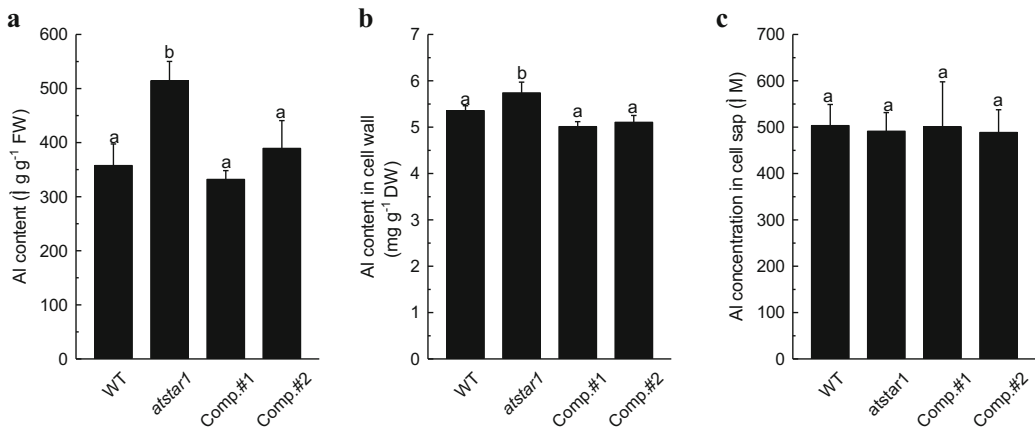 a
Al content (Ì g g-1 FW)
600
500
400
300
200
100
0
a
b
a
a
WT
atstar1
Comp.#1
Comp.#2
b
Al content in cell wall
(mg g-1 DW)
7
6
5
4
3
2
1
0
a
b
a
a
WT
atstar1
Comp.#1
Comp.#2
c
Al concentration in cell sap (Ì M)
700
600
500
400
300
200
100
0
a
a
a
a
WT
atstar1
Comp.#1
Comp.#2